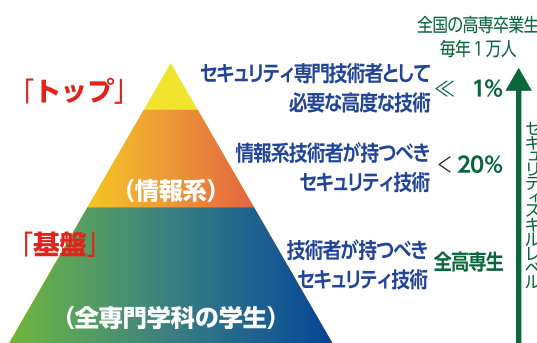 全国の高専卒業生
毎年1万人
「トップ」
セキュリティ専門技術者として
必要な高度な技術
≪ 1%
情報系技術者が持つべき
セキュリティ技術
< 20%
（情報系）
「基盤」
技術者が持つべき
セキュリティ技術
全高専生
（全専門学科の学生）
セキュリティスキルレベル